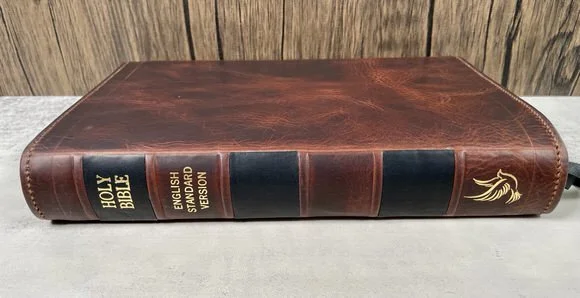 HOLY
BIBLE
ENGLISH
STANDARD
VERSION